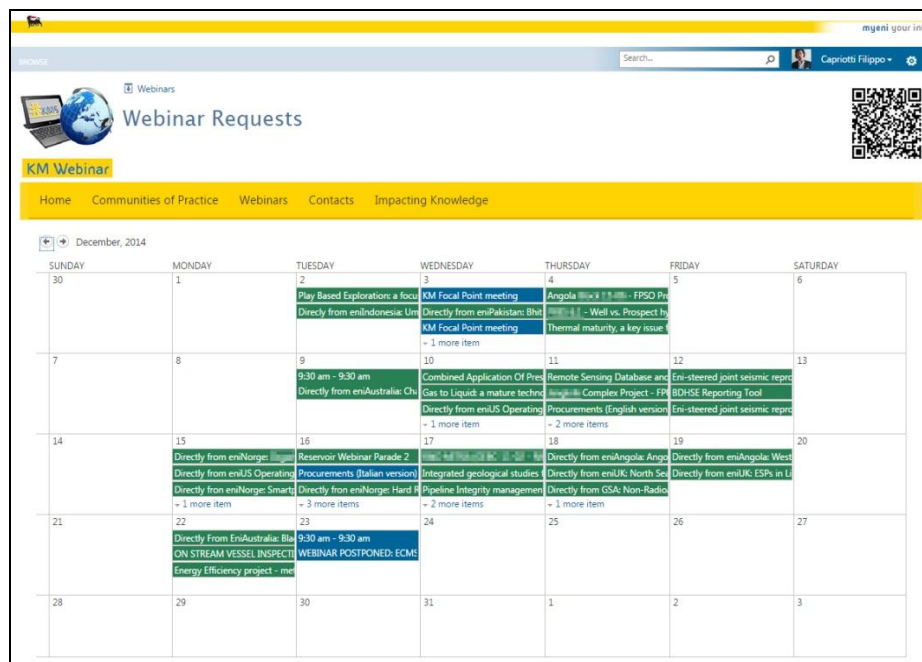 myeni your in
BROWSE
Search...
Capriotti Filippo
Webinars
Webinar Requests
KM Webinar
Home Communities of Practice Webinars Contacts Impacting Knowledge
December, 2014
SUNDAY MONDAY TUESDAY WEDNESDAY THURSDAY FRIDAY SATURDAY
30 1 2 3 4 5 6
Play Based Exploration: a focu KM Focal Point meeting Angola - FPSO Pro
Direcly from eniIndonesia: Um Directly from eniPakistan: Bhit - Well vs. Prospect hy
KM Focal Point meeting Thermal maturity, a key issue
1 more item
7 8 9 10 11 12 13
9:30 am - 9:30 am Combined Application Of Pres Remote Sensing Database and Eni-steered joint seismic repro
Directly from eniAustralia: Cha Gas to Liquid: a mature techno Complex Project - FP BDHSE Reporting Tool
Directly from eniUS Operating Procurements (English version Eni-steered joint seismic repro
1 more item 2 more items
14 15 16 17 18 19 20
Directly from eniNorge: Reservoir Webinar Parade 2 Directly from eniAngola: Ango Directly from eniAngola: West
Directly from eniUS Operating Procurements (Italian version) Integrated geological studies Directly from eniUK: North Sea Directly from eniUK: ESPs in Li
Directly fron eniNorge: Smartp Directly fron eniNorge: Hard R Pipeline Integrity managemen Directly from GSA: Non-Radio
1 more item 3 more items 2 more items 1 more item
21 22 23 24 25 26 27
Directly From EniAustralia: Bla 9:30 am - 9:30 am
ON STREAM VESSEL INSPECTI WEBINAR POSTPONED: ECMS
Energy Efficiency project - met
28 29 30 31 1 2 3